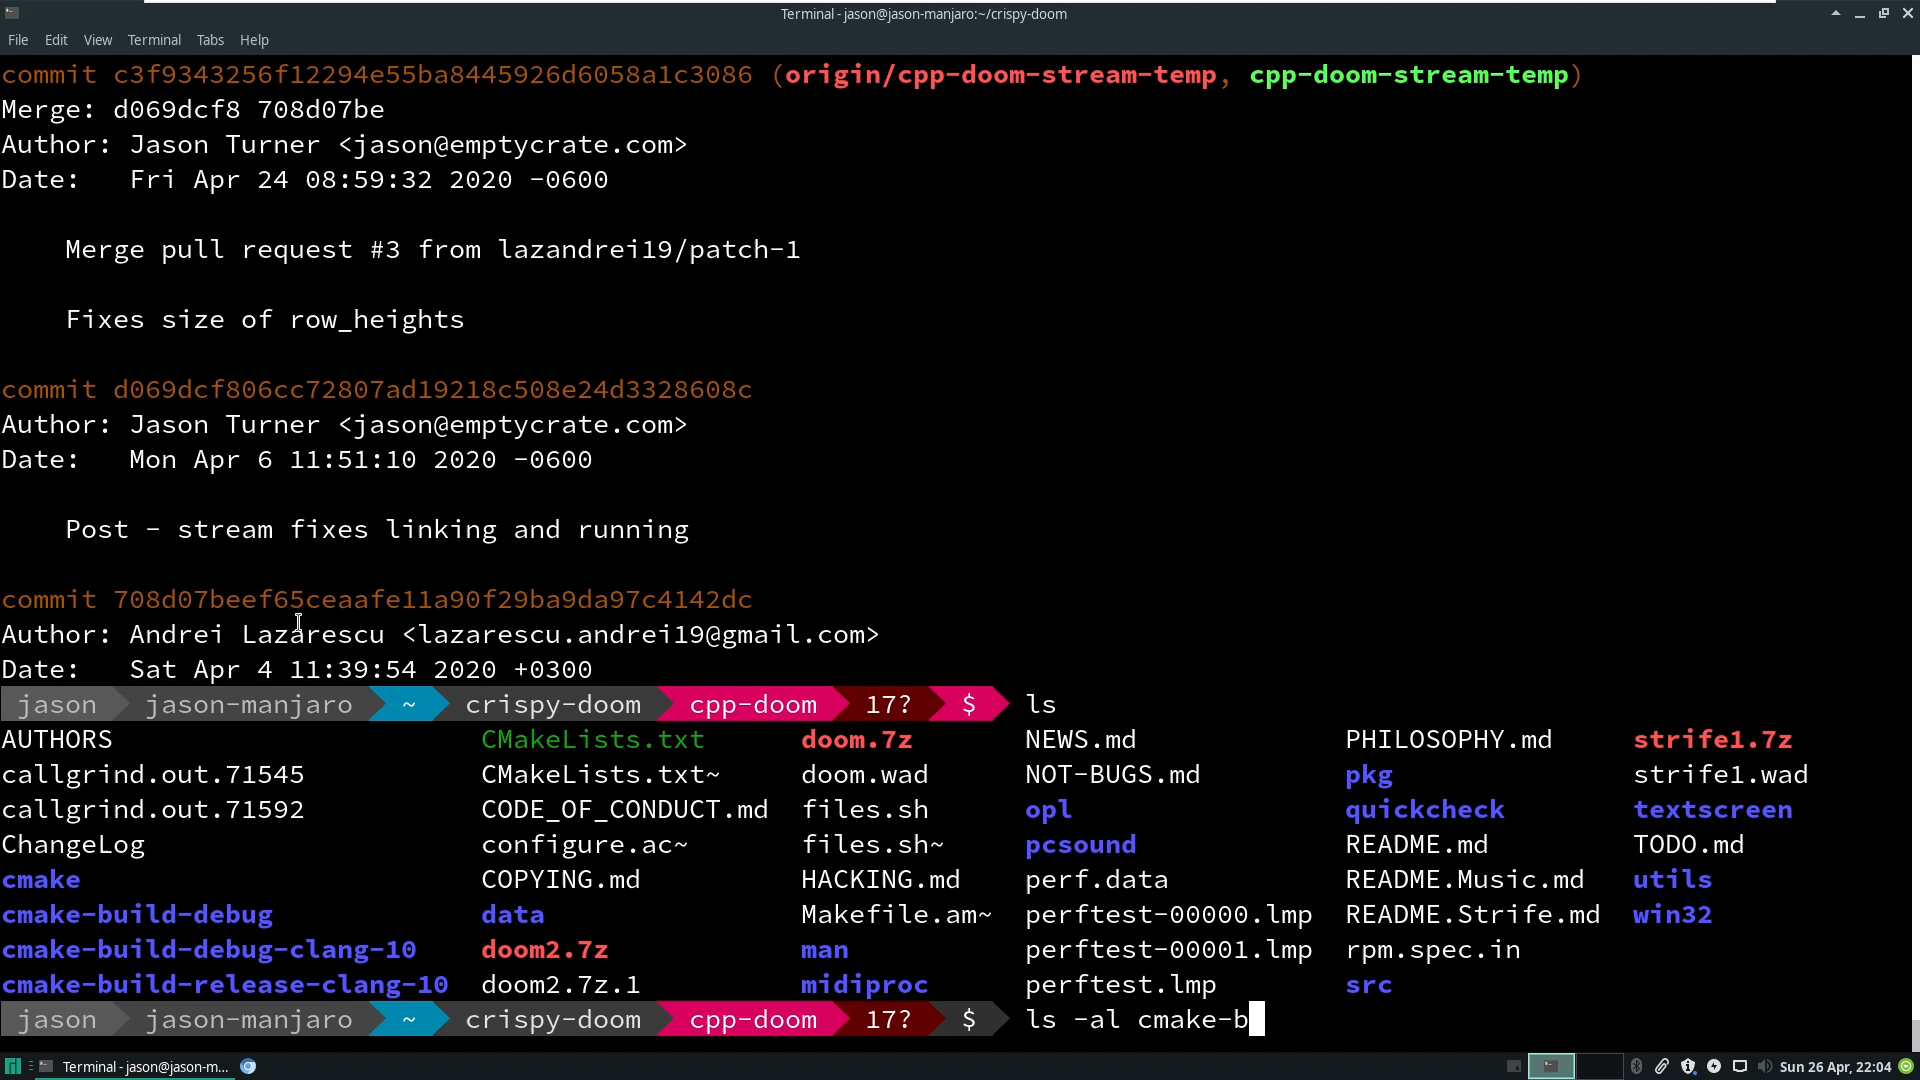 Terminal - jason@jason-manjaro:~/crispy-doom
File Edit View Terminal Tabs Help
commit c3f9343256f12294e55ba8445926d6058a1c3086 (origin/cpp-doom-stream-temp, cpp-doom-stream-temp)
Merge: d069dcf8 708d07be
Author: Jason Turner <jason@emptycrate.com>
Date:   Fri Apr 24 08:59:32 2020 -0600
Merge pull request #3 from lazandrei19/patch-1
Fixes size of row_heights
commit d069dcf806cc72807ad19218c508e24d3328608c
Author: Jason Turner <jason@emptycrate.com>
Date:   Mon Apr 6 11:51:10 2020 -0600
Post - stream fixes linking and running
commit 708d07beef65ceaafe11a90f29ba9da97c4142dc
Author: Andrei Lazarescu <lazarescu.andrei19@gmail.com>
Date:   Sat Apr 4 11:39:54 2020 +0300
jason jason-manjaro ~ crispy-doom cpp-doom 17? $ ls
AUTHORS CMakeLists.txt doom.7z NEWS.md PHILOSOPHY.md strife1.7z
callgrind.out.71545 CMakeLists.txt~ doom.wad NOT-BUGS.md pkg strife1.wad
callgrind.out.71592 CODE_OF_CONDUCT.md files.sh opl quickcheck textscreen
ChangeLog configure.ac~ files.sh~ pcsound README.md TODO.md
cmake COPYING.md HACKING.md perf.data README.Music.md utils
cmake-build-debug data Makefile.am~ perftest-00000.lmp README.Strife.md win32
cmake-build-debug-clang-10 doom2.7z man perftest-00001.lmp rpm.spec.in
cmake-build-release-clang-10 doom2.7z.1 midiproc perftest.lmp src
jason jason-manjaro ~ crispy-doom cpp-doom 17? $ ls -al cmake-b
Terminal - jason@jason-m... Sun 26 Apr, 22:04